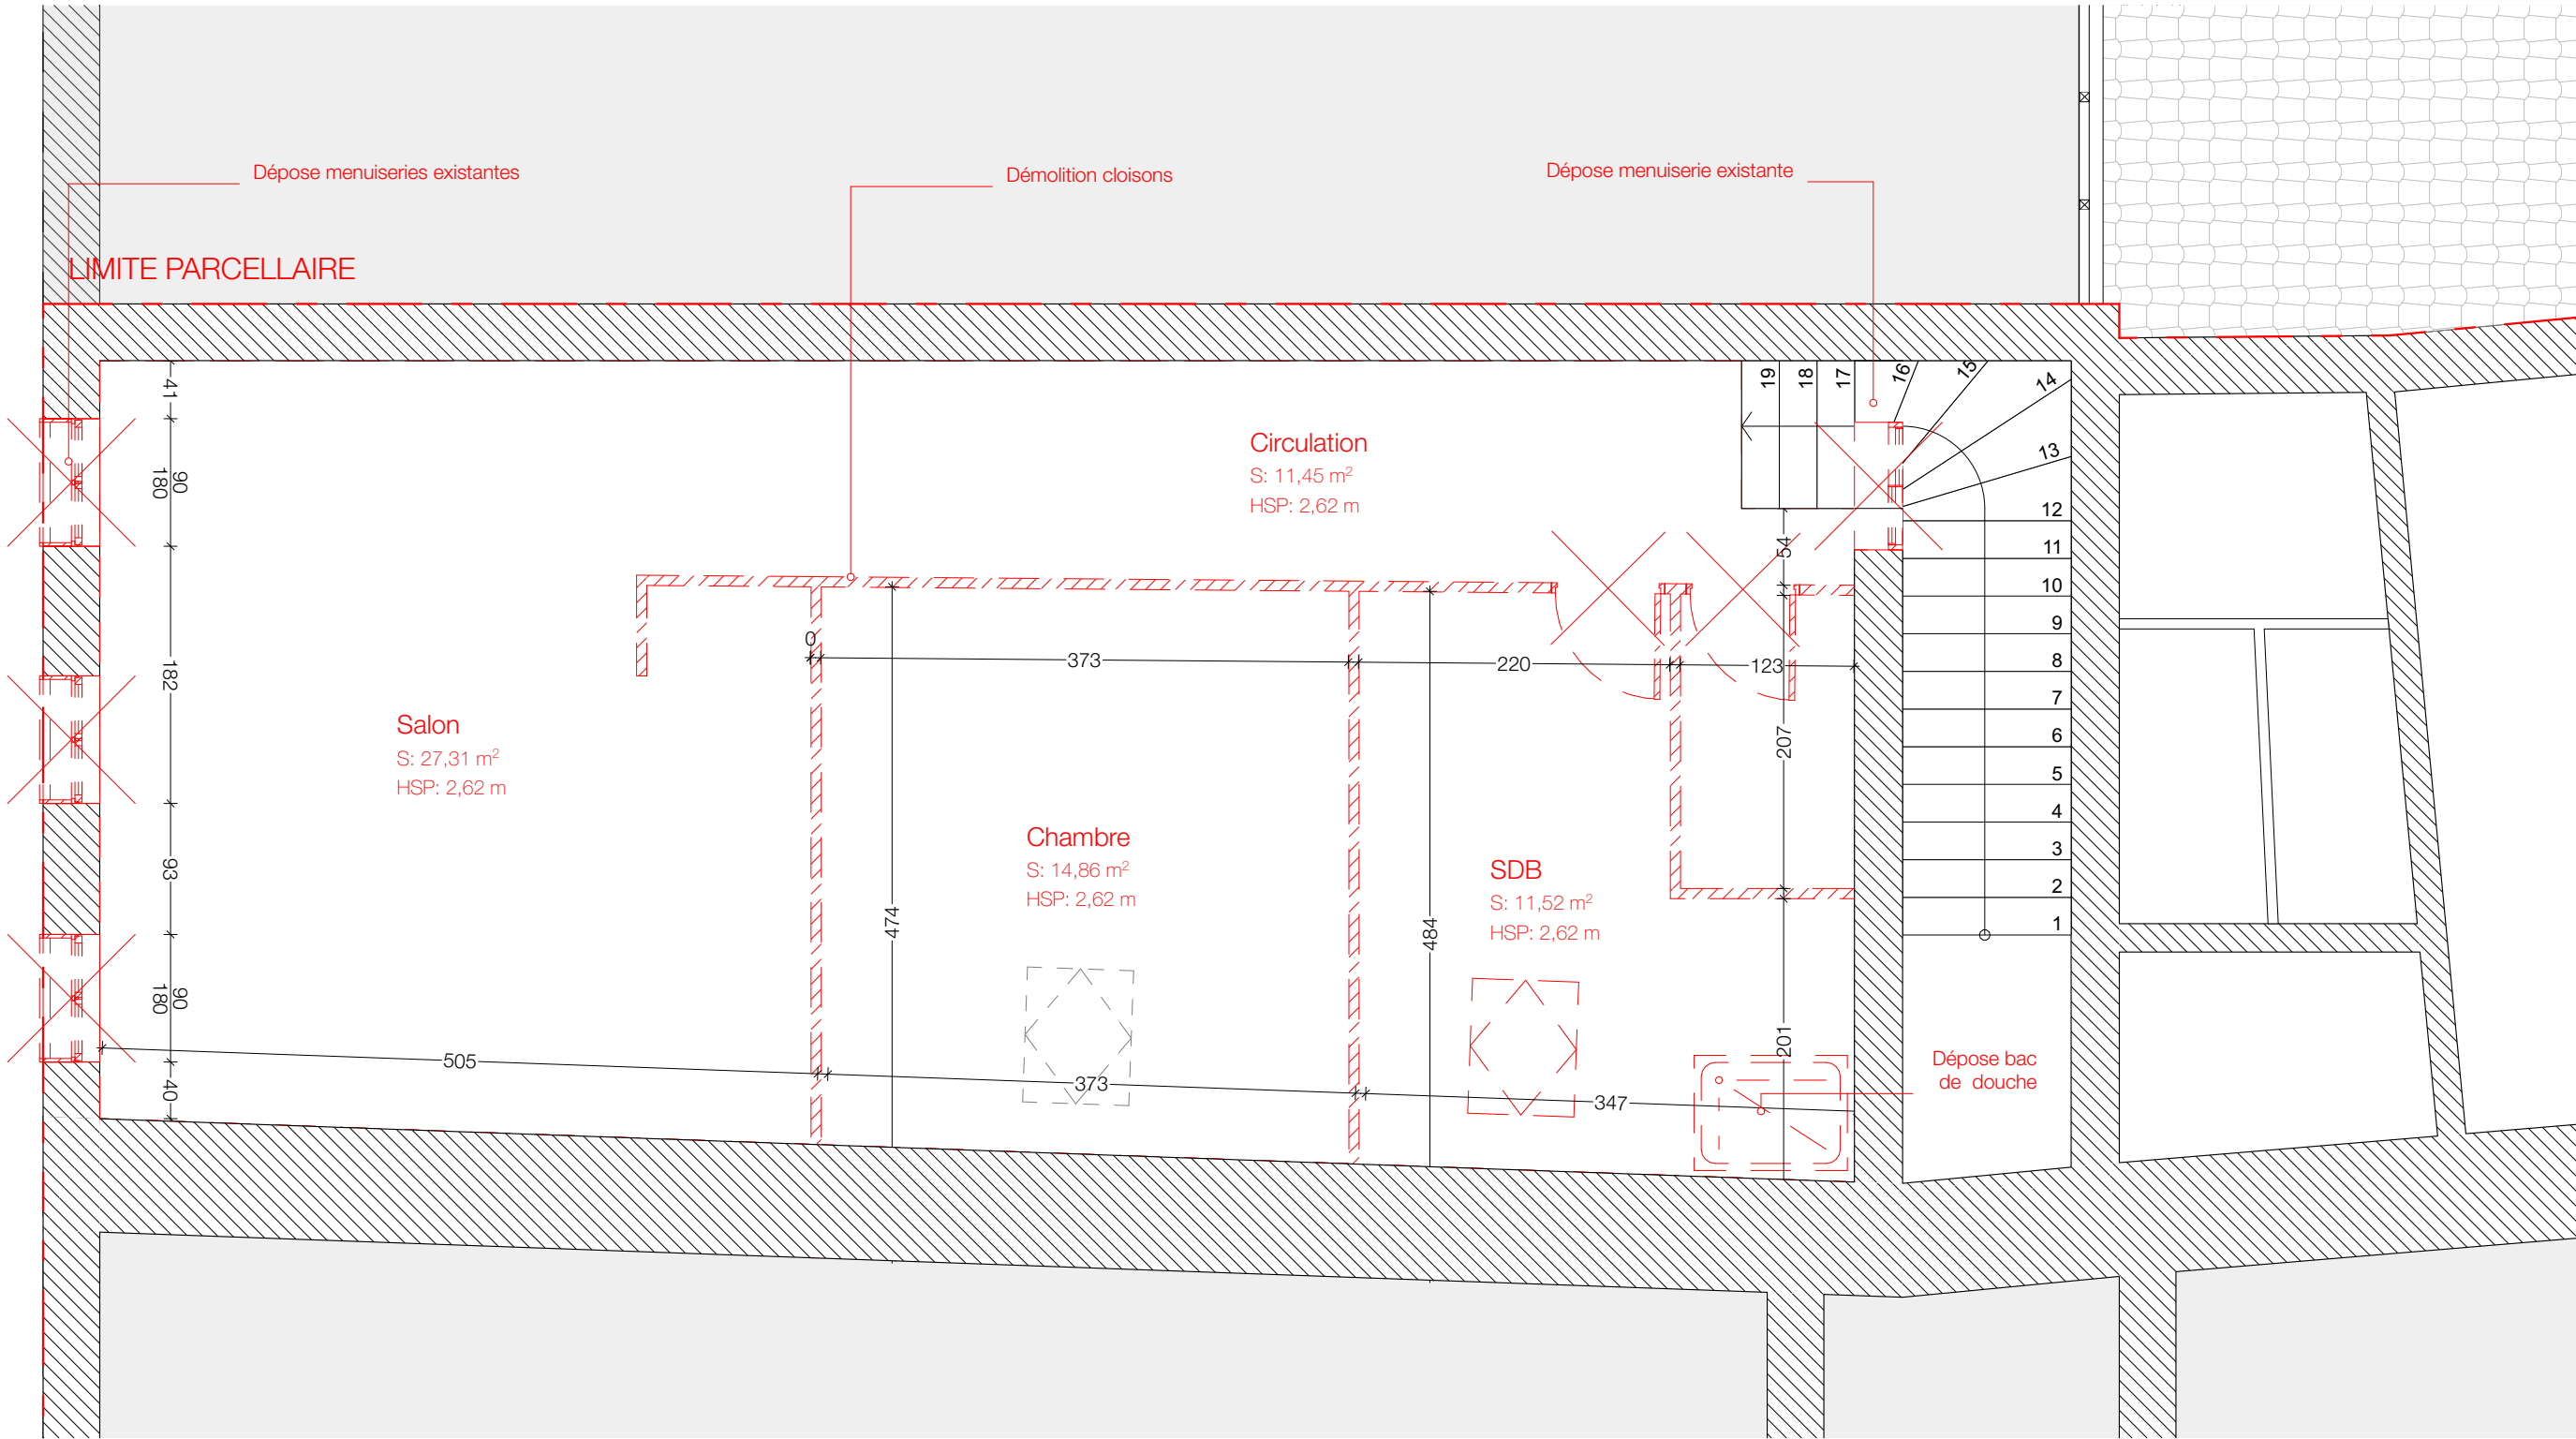 Dépose menuiseries existantes
Démolition cloisons
Dépose menuiserie existante
LIMITE PARCELLAIRE
41
90
180
182
93
90
180
40
19
18
17
16
15
14
13
12
11
10
9
8
7
6
5
4
3
2
1
Circulation
S: 11,45 m²
HSP: 2,62 m
54
0
373
220
123
207
Salon
S: 27,31 m²
HSP: 2,62 m
Chambre
S: 14,86 m²
HSP: 2,62 m
SDB
S: 11,52 m²
HSP: 2,62 m
474
484
201
505
373
347
Dépose bac
de douche